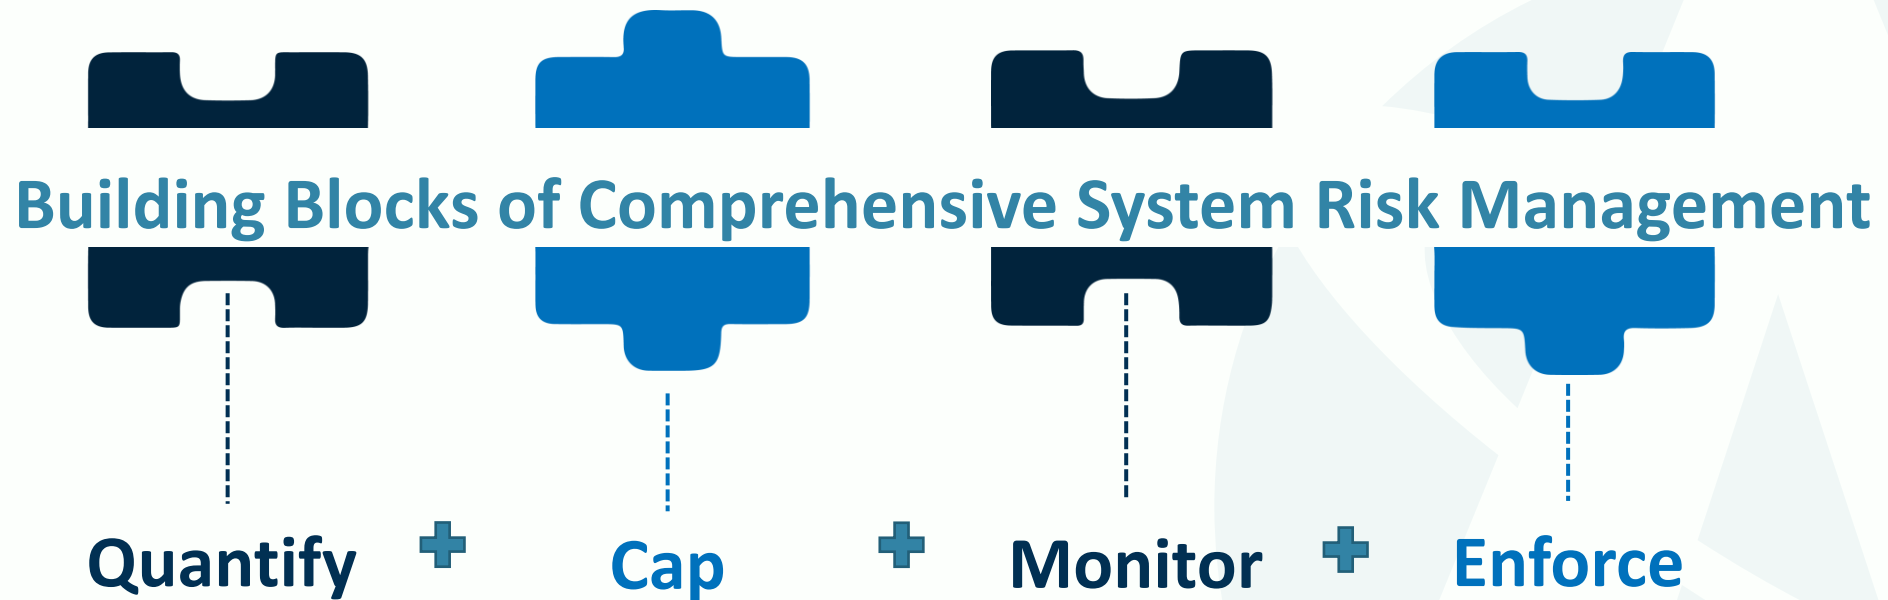 Building Blocks of Comprehensive System Risk Management
Quantify + Cap + Monitor + Enforce